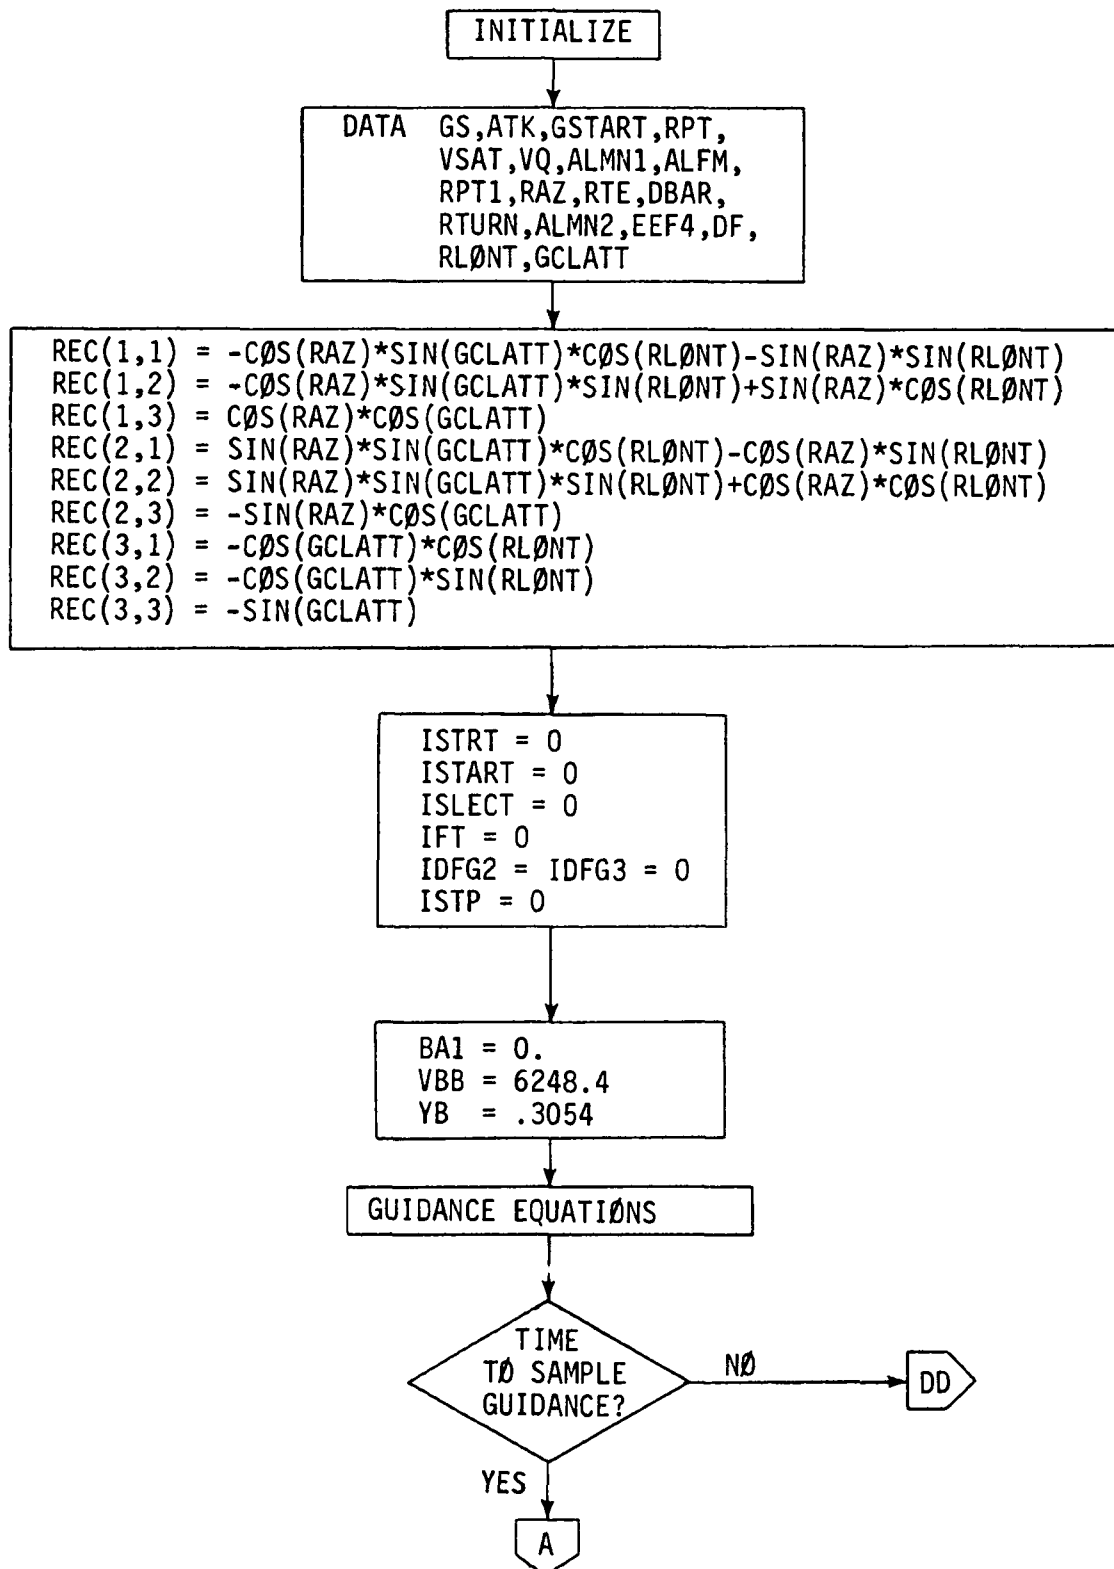 INITIALIZE
DATA GS,ATK,GSTART,RPT,
VSAT,VQ,ALMN1,ALFM,
RPT1,RAZ,RTE,DBAR,
RTURN,ALMN2,EEF4,DF,
RLØNT,GCLATT
REC(1,1) = -CØS(RAZ)*SIN(GCLATT)*CØS(RLØNT)-SIN(RAZ)*SIN(RLØNT)
REC(1,2) = -CØS(RAZ)*SIN(GCLATT)*SIN(RLØNT)+SIN(RAZ)*CØS(RLØNT)
REC(1,3) = CØS(RAZ)*CØS(GCLATT)
REC(2,1) = SIN(RAZ)*SIN(GCLATT)*CØS(RLØNT)-CØS(RAZ)*SIN(RLØNT)
REC(2,2) = SIN(RAZ)*SIN(GCLATT)*SIN(RLØNT)+CØS(RAZ)*CØS(RLØNT)
REC(2,3) = -SIN(RAZ)*CØS(GCLATT)
REC(3,1) = -CØS(GCLATT)*CØS(RLØNT)
REC(3,2) = -CØS(GCLATT)*SIN(RLØNT)
REC(3,3) = -SIN(GCLATT)
ISTRT = 0
ISTART = 0
ISLECT = 0
IFT = 0
IDFG2 = IDFG3 = 0
ISTP = 0
BA1 = 0.
VBB = 6248.4
YB = .3054
GUIDANCE EQUATIØNS
TIME
TØ SAMPLE
GUIDANCE?
NØ
DD
YES
A